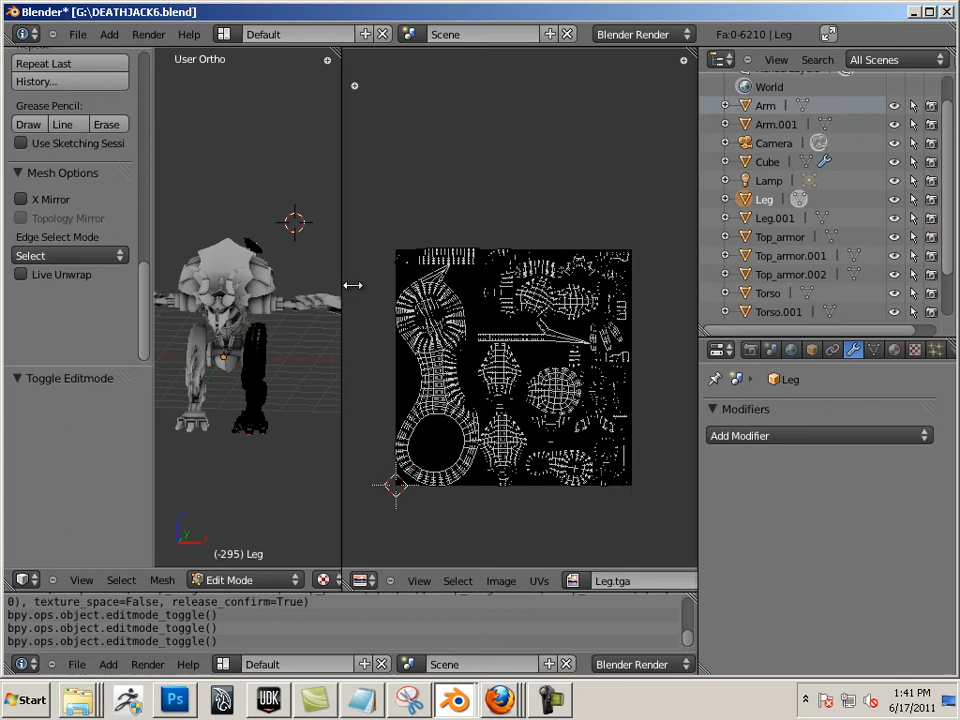 Blender* [G:\DEATHJACK6.blend]
File Add Render Help Default Scene Blender Render Fa:0-6210 | Leg
Repeat Last
History...
Grease Pencil:
Draw Line Erase
Use Sketching Sessi
Mesh Options
X Mirror
Topology Mirror
Edge Select Mode
Select
Live Unwrap
Toggle Editmode
User Ortho
(-295) Leg
View Select Mesh Edit Mode
View Select Image UVs Leg.tga
0), texture_space=False, release_confirm=True)
bpy.ops.object.editmode_toggle()
bpy.ops.object.editmode_toggle()
bpy.ops.object.editmode_toggle()
File Add Render Help Default Scene Blender Render
View Search All Scenes
World
Arm
Arm.001
Camera
Cube
Lamp
Leg
Leg.001
Top_armor
Top_armor.001
Top_armor.002
Torso
Torso.001
Leg
Modifiers
Add Modifier
Start
Ps
UDK
1:41 PM
6/17/2011